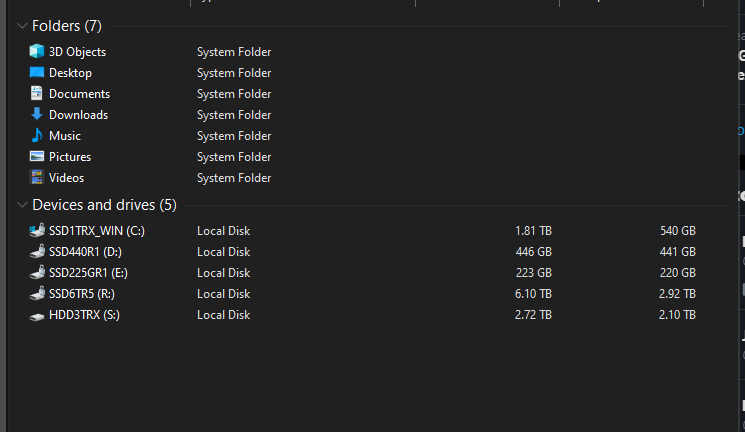 Folders (7)
3D Objects System Folder
Desktop System Folder
Documents System Folder
Downloads System Folder
Music System Folder
Pictures System Folder
Videos System Folder
Devices and drives (5)
SSD1TRX_WIN (C:) Local Disk 1.81 TB 540 GB
SSD440R1 (D:) Local Disk 446 GB 441 GB
SSD225GR1 (E:) Local Disk 223 GB 220 GB
SSD6TR5 (R:) Local Disk 6.10 TB 2.92 TB
HDD3TRX (S:) Local Disk 2.72 TB 2.10 TB